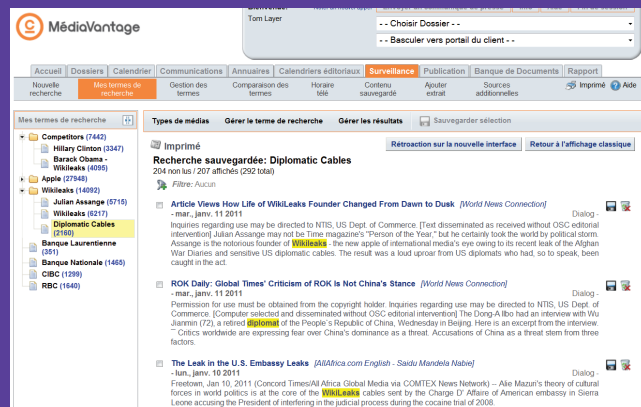 MédiaVantage
Tom Layer
- - Choisir Dossier - -
- - Basculer vers portail du client - -
Accueil Dossiers Calendrier Communications Annuaires Calendriers éditoriaux Surveillance Publication Banque de Documents Rapport
Nouvelle recherche
Mes termes de recherche
Gestion des termes
Comparaison des termes
Horaire télé
Contenu sauvegardé
Ajouter extrait
Sources additionnelles
Imprimé
Aide
Mes termes de recherche
Competitors (7442)
Hillary Clinton (3347)
Barack Obama -
Wikileaks (4095)
Apple (27948)
Wikileaks (14092)
Julian Assange (5715)
Wikileaks (6217)
Diplomatic Cables
(2160)
Banque Laurentienne
(351)
Banque Nationale (1465)
CIBC (1299)
RBC (1640)
Types de médias Gérer le terme de recherche Gérer les résultats Sauvegarder sélection
Imprimé
Rétroaction sur la nouvelle interface Retour à l'affichage classique
Recherche sauvegardée: Diplomatic Cables
204 non lus / 207 affichés (292 total)
Filtre: Aucun
Article Views How Life of WikiLeaks Founder Changed From Dawn to Dusk [World News Connection]
- mar., janv. 11 2011 Dialog -
Inquiries regarding use may be directed to NTIS, US Dept. of Commerce. [Text disseminated as received without OSC editorial
intervention] Julian Assange may not be Time magazine's "Person of the Year," but he certainly took the world by political storm.
Assange is the notorious founder of Wikileaks - the new apple of international media's eye owing to its recent leak of the Afghan
War Diaries and sensitive US diplomatic cables. The result was a loud uproar from US diplomats who had, so to speak, been
caught in the act.
ROK Daily: Global Times' Criticism of ROK Is Not China's Stance [World News Connection]
- mar., janv. 11 2011 Dialog -
Permission for use must be obtained from the copyright holder. Inquiries regarding use may be directed to NTIS, US Dept. of
Commerce. [Computer selected and disseminated without OSC editorial intervention] The Dong-A Ilbo had an interview with Wu
Jianmin (72), a retired diplomat of the People's Republic of China, Wednesday in Beijing. Here is an excerpt from the interview.
¯ Critics worldwide are expressing fear over China's dominance as a threat. Accusations of China as a threat stem from three
factors.
The Leak in the U.S. Embassy Leaks [AllAfrica.com English - Saidu Mandela Nabie]
- lun., janv. 10 2011 Dialog -
Freetown, Jan 10, 2011 (Concord Times/All Africa Global Media via COMTEX News Network) -- Alie Mazuri's theory of cultural
forces in world politics is at the core of the WikiLeaks cables sent by the Charge D' Affaire of American embassy in Sierra
Leone accusing the President of interfering in the judicial process during the cocaine trial of 2008.